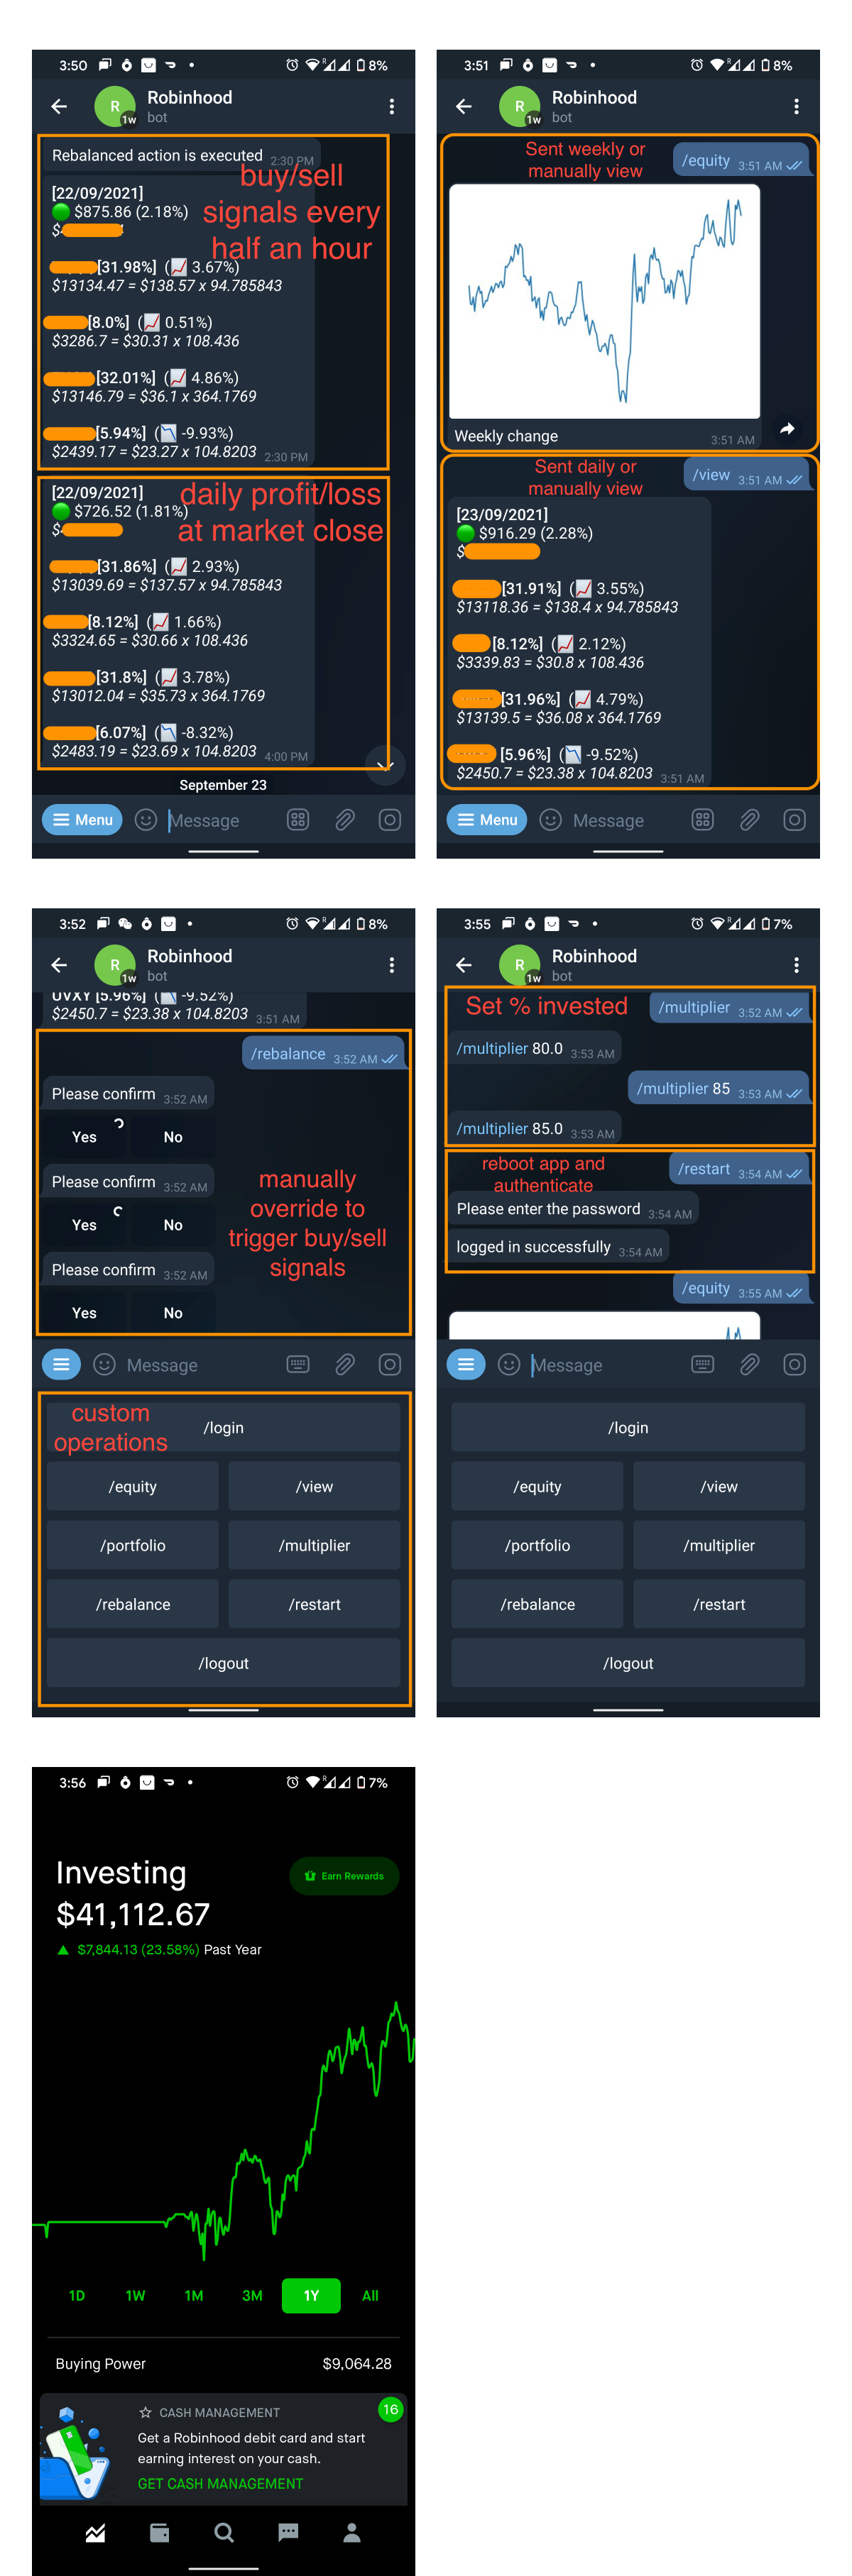 3:50
8%
Robinhood
bot
R
1w
Rebalanced action is executed 2:30 PM
buy/sell
signals every
half an hour
[22/09/2021]
$875.86 (2.18%)
$
[31.98%] (3.67%)
$13134.47 = $138.57 x 94.785843
[8.0%] (0.51%)
$3286.7 = $30.31 x 108.436
[32.01%] (4.86%)
$13146.79 = $36.1 x 364.1769
[5.94%] (-9.93%)
$2439.17 = $23.27 x 104.8203 2:30 PM
daily profit/loss
at market close
[22/09/2021]
$726.52 (1.81%)
$
[31.86%] (2.93%)
$13039.69 = $137.57 x 94.785843
[8.12%] (1.66%)
$3324.65 = $30.66 x 108.436
[31.8%] (3.78%)
$13012.04 = $35.73 x 364.1769
[6.07%] (-8.32%)
$2483.19 = $23.69 x 104.8203 4:00 PM
September 23
Menu
Message
3:51
R
8%
Robinhood
bot
R
1w
Sent weekly or
manually view
/equity 3:51 AM
Weekly change 3:51 AM
Sent daily or
manually view
/view 3:51 AM
[23/09/2021]
$916.29 (2.28%)
$
[31.91%] (3.55%)
$13118.36 = $138.4 x 94.785843
[8.12%] (2.12%)
$3339.83 = $30.8 x 108.436
[31.96%] (4.79%)
$13139.5 = $36.08 x 364.1769
[5.96%] (-9.52%)
$2450.7 = $23.38 x 104.8203 3:51 AM
Menu
Message
3:52
R
8%
Robinhood
bot
R
1w
UVXY [5.96%] (-9.52%)
$2450.7 = $23.38 x 104.8203 3:51 AM
/rebalance 3:52 AM
Please confirm 3:52 AM
Yes No
Please confirm 3:52 AM
Yes No
Please confirm 3:52 AM
Yes No
manually
override to
trigger buy/sell
signals
Message
custom
operations
/login
/equity /view
/portfolio /multiplier
/rebalance /restart
/logout
3:55
R
7%
Robinhood
bot
R
1w
Set % invested
/multiplier 3:52 AM
/multiplier 80.0 3:53 AM
/multiplier 85 3:53 AM
/multiplier 85.0 3:53 AM
reboot app and
authenticate
/restart 3:54 AM
Please enter the password 3:54 AM
logged in successfully 3:54 AM
/equity 3:55 AM
Message
/login
/equity /view
/portfolio /multiplier
/rebalance /restart
/logout
3:56
R
7%
Investing
$41,112.67
Earn Rewards
$7,844.13 (23.58%) Past Year
1D 1W 1M 3M 1Y All
Buying Power $9,064.28
CASH MANAGEMENT
16
Get a Robinhood debit card and start
earning interest on your cash.
GET CASH MANAGEMENT